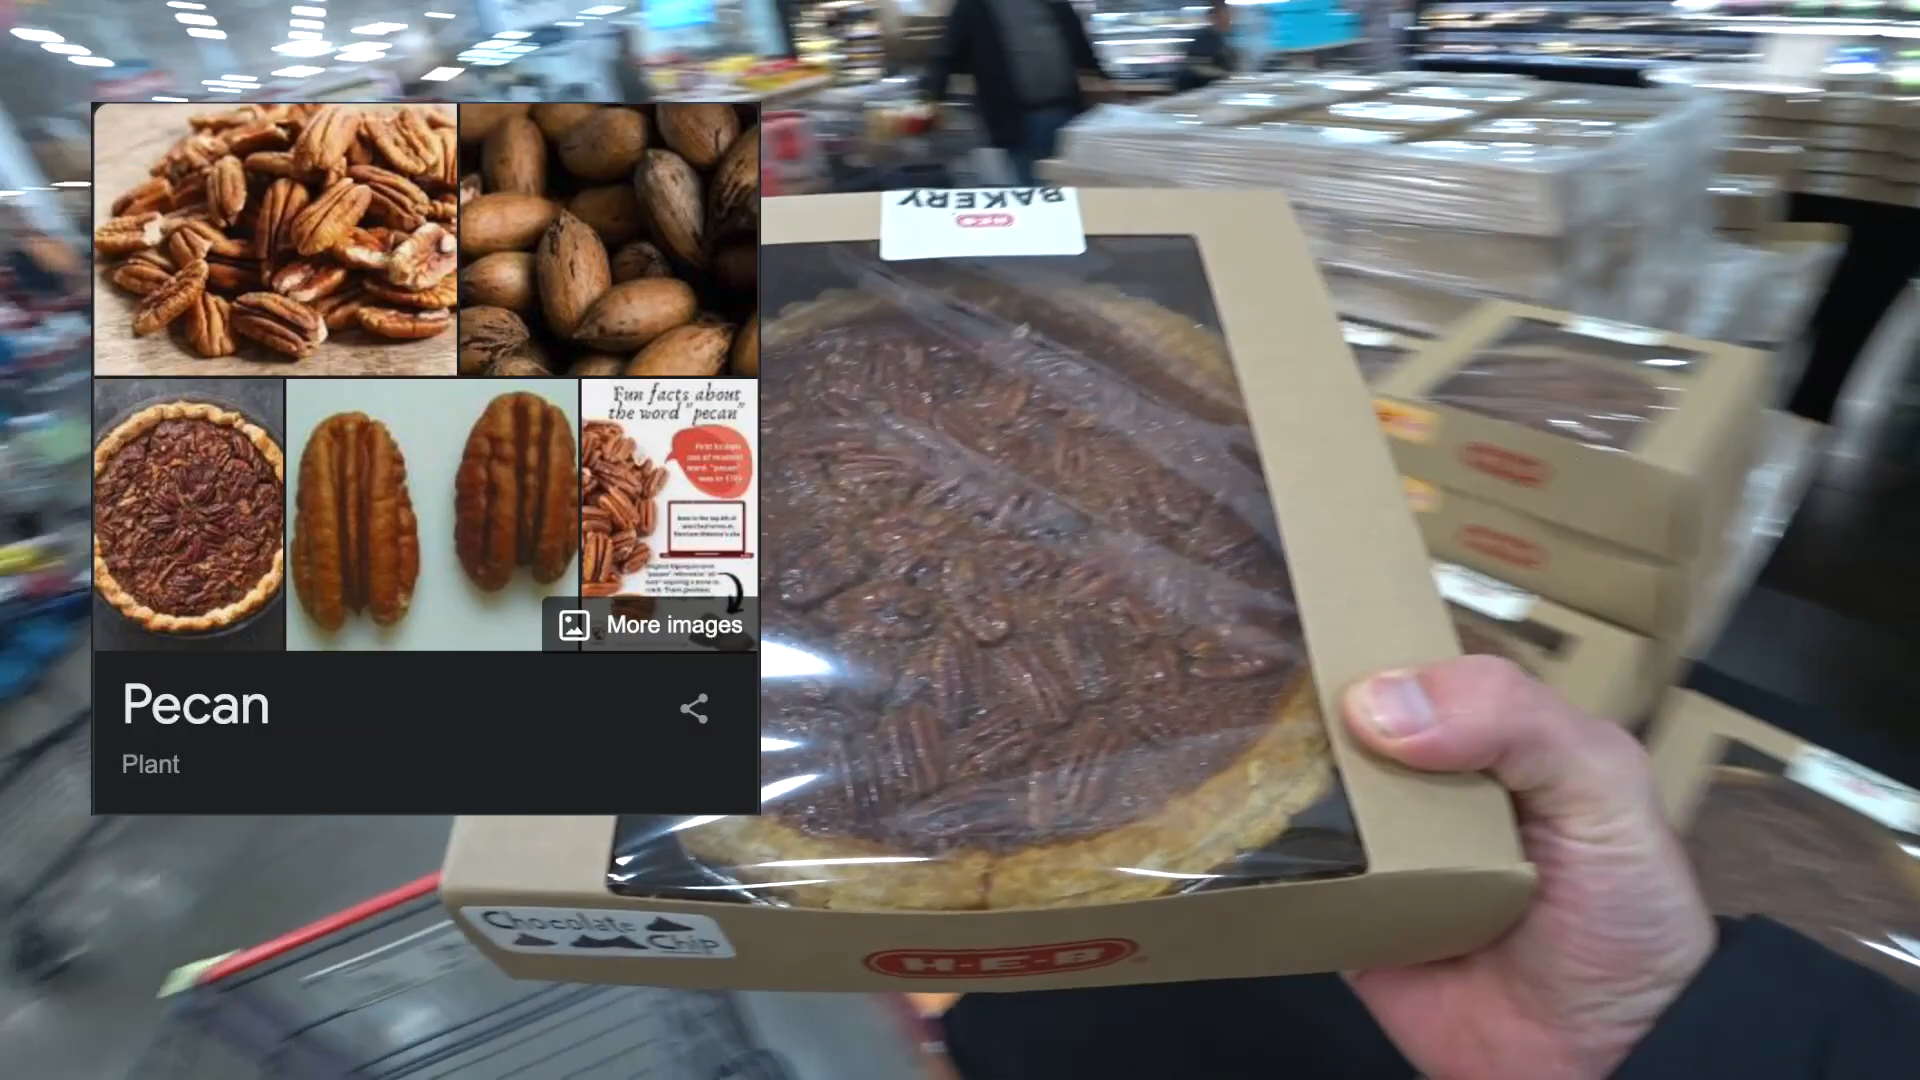 BAKERY
H-E-B
Fun facts about
the word "pecan"
More images
Pecan
Plant
Chocolate
Chip
H-E-B